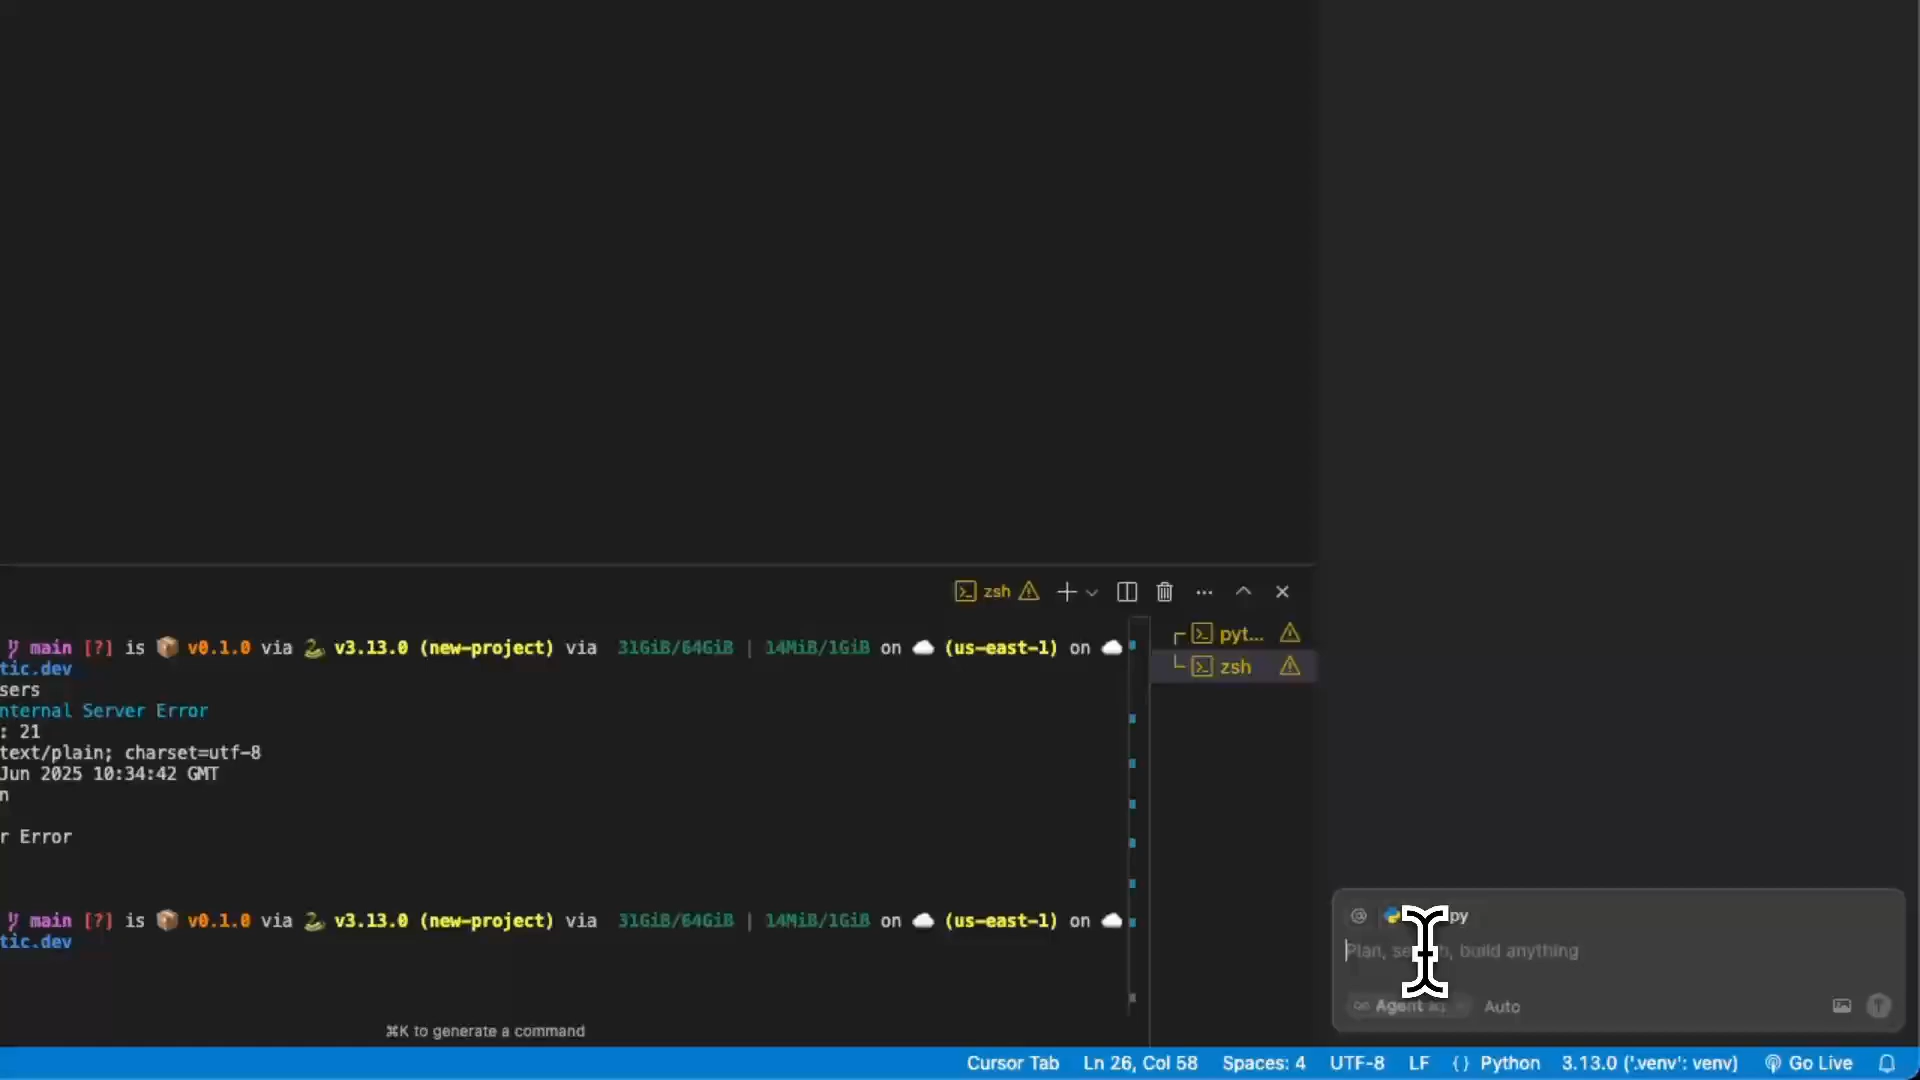 zsh
main [?] is 📦 v0.1.0 via 🐍 v3.13.0 (new-project) via 31GiB/64GiB | 14MiB/1GiB on ☁️ (us-east-1) on ☁️
tic.dev
sers
nternal Server Error
: 21
text/plain; charset=utf-8
Jun 2025 10:34:42 GMT
n
r Error
main [?] is 📦 v0.1.0 via 🐍 v3.13.0 (new-project) via 31GiB/64GiB | 14MiB/1GiB on ☁️ (us-east-1) on ☁️
tic.dev
⌘K to generate a command
pyt...
zsh
@ py
Plan, build anything
Agent Auto
Cursor Tab Ln 26, Col 58 Spaces: 4 UTF-8 LF {} Python 3.13.0 ('.venv': venv) Go Live